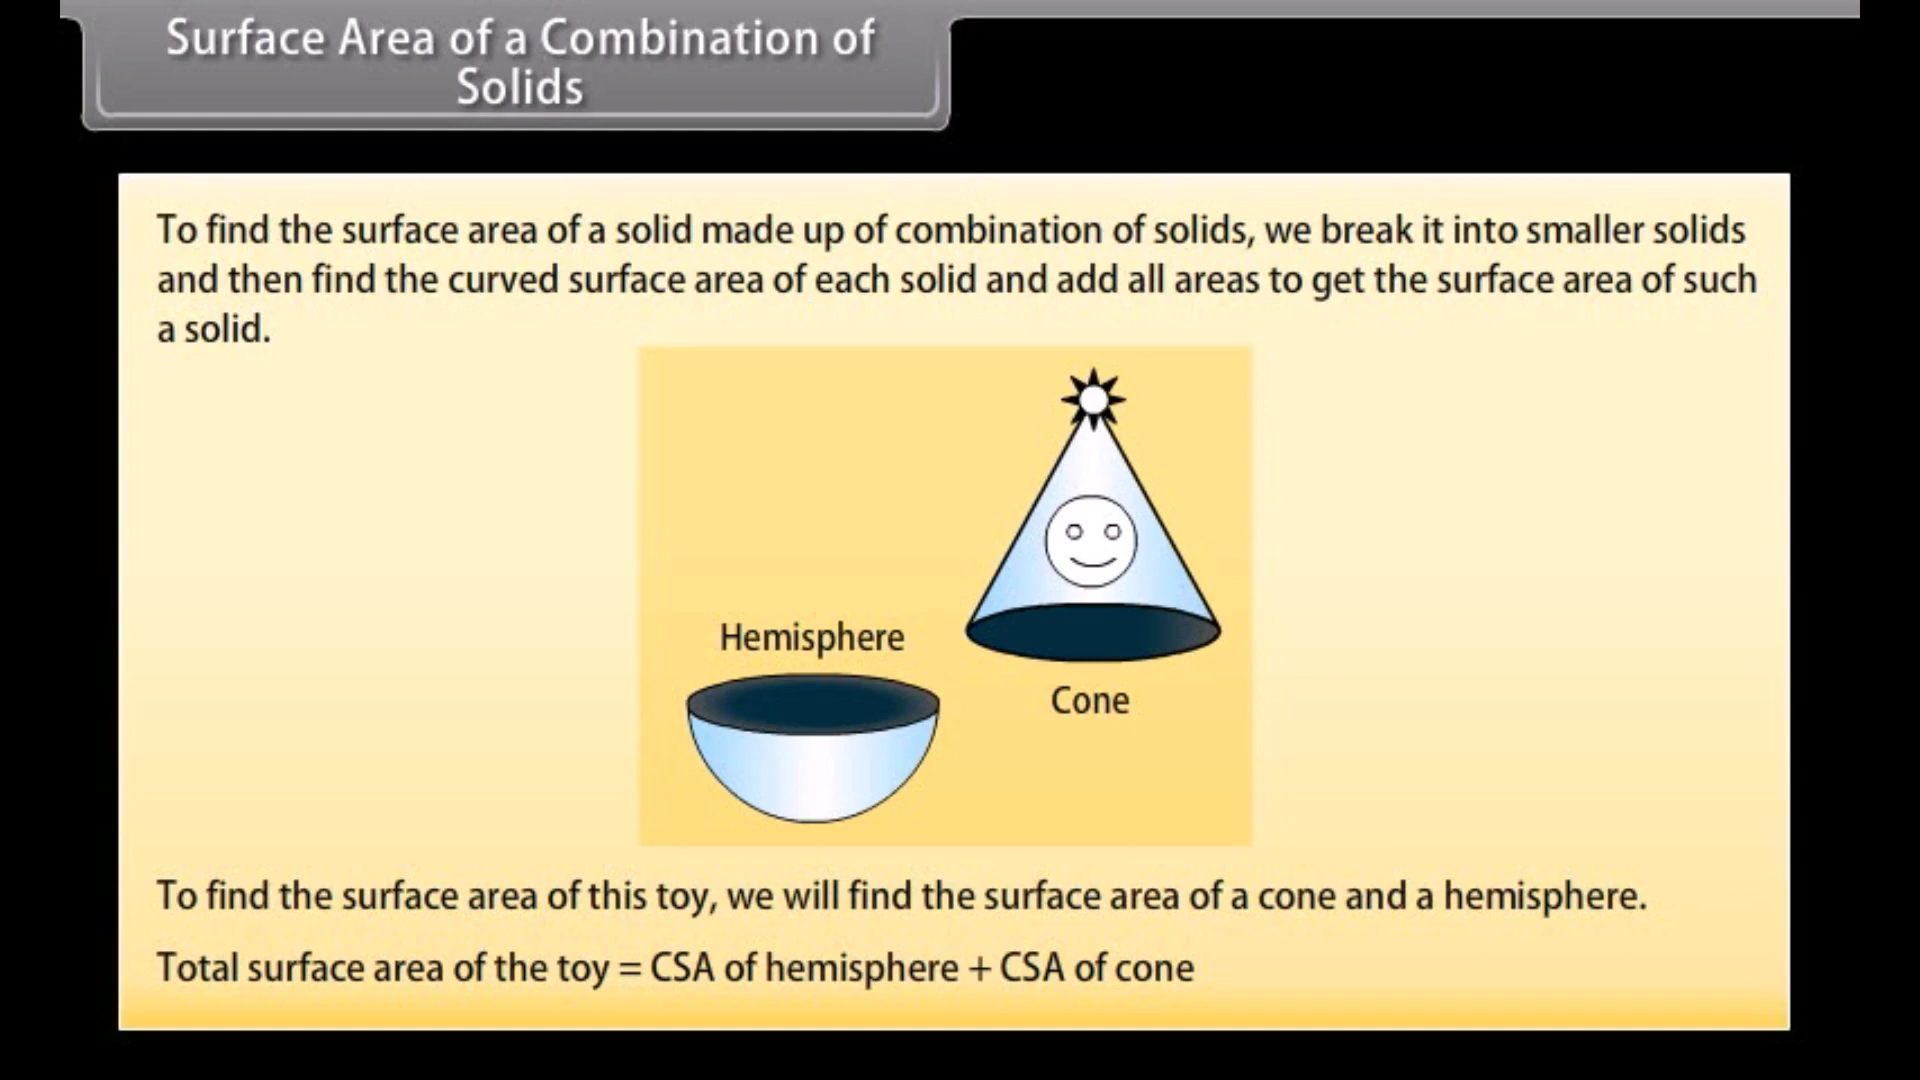 Surface Area of a Combination of
Solids
To find the surface area of a solid made up of combination of solids, we break it into smaller solids
and then find the curved surface area of each solid and add all areas to get the surface area of such
a solid.
Hemisphere
Cone
To find the surface area of this toy, we will find the surface area of a cone and a hemisphere.
Total surface area of the toy = CSA of hemisphere + CSA of cone